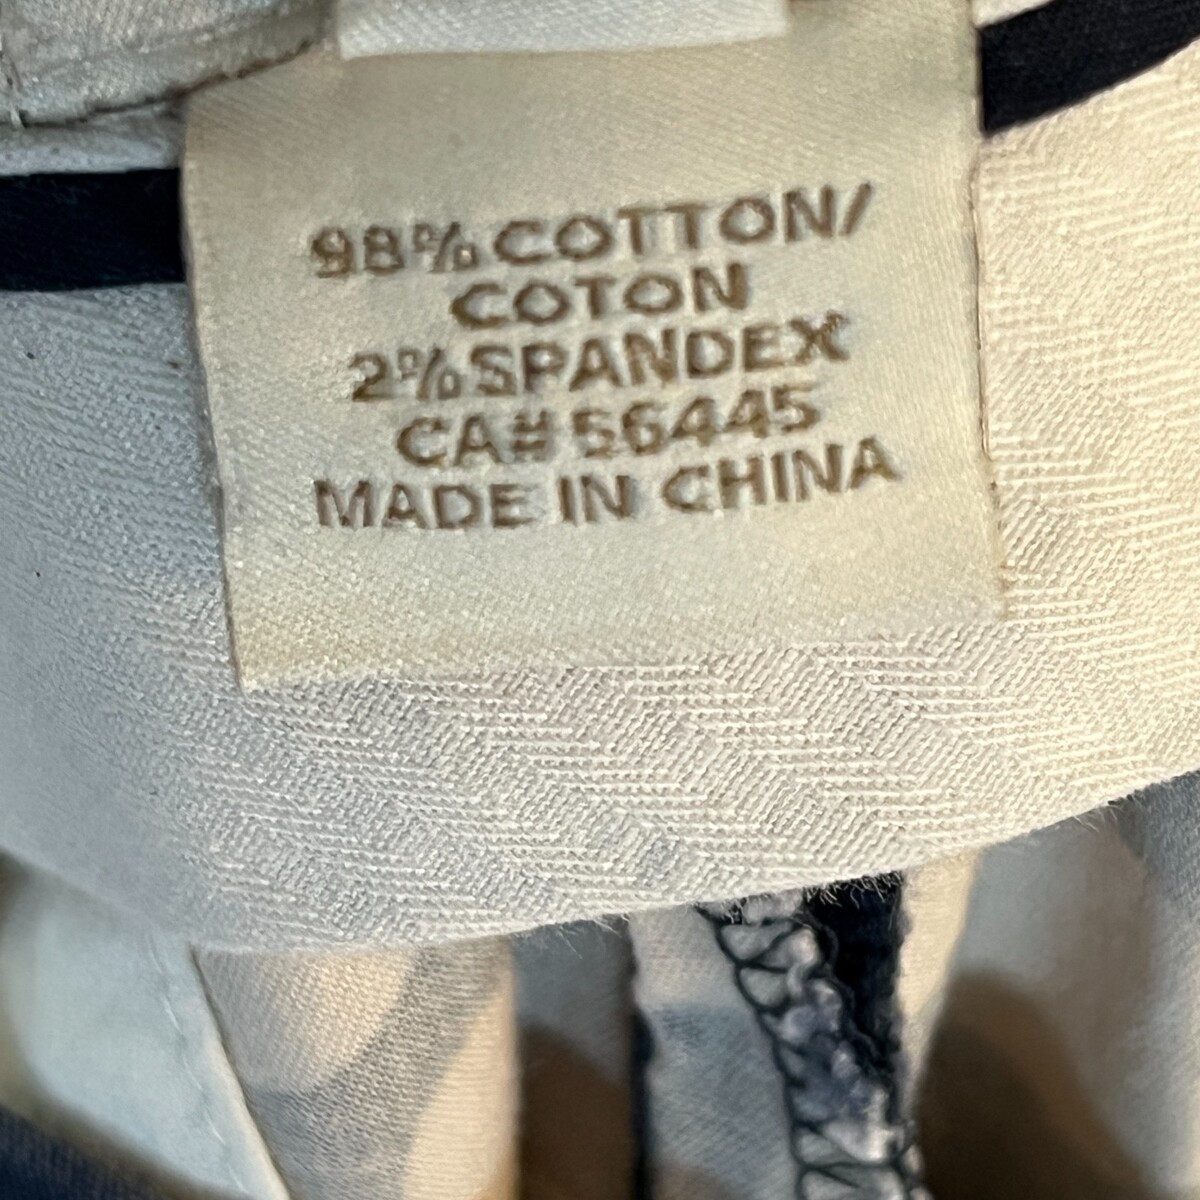 98% COTTON/
COTON
2% SPANDEX
CA# 56445
MADE IN CHINA